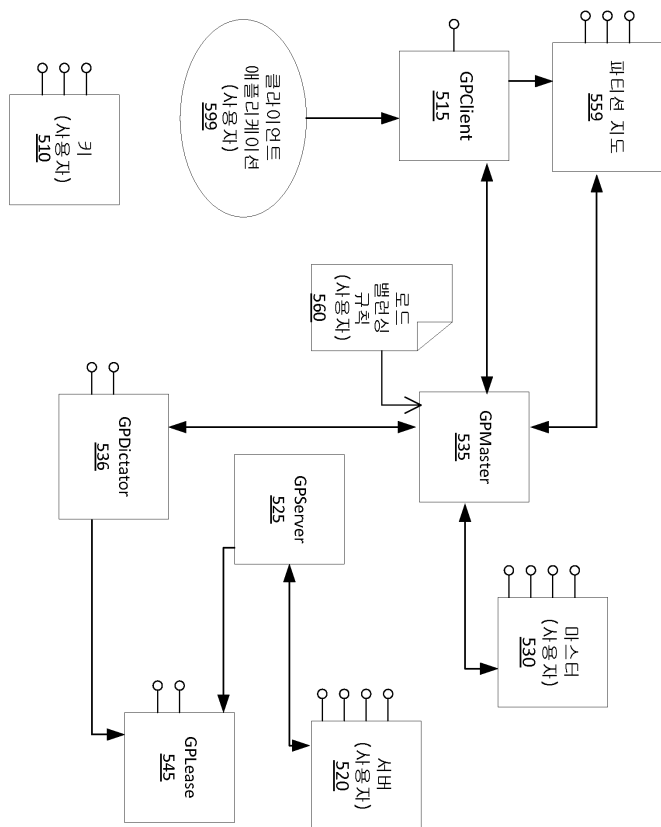 파티션 지도
559
GPClient
515
클라이언트
애플리케이션
(사용자)
599
키
(사용자)
510
로드
밸런싱
규칙
(사용자)
560
GPMaster
535
GPDictator
536
GPServer
525
마스터
(사용자)
530
서버
(사용자)
520
GPLease
545